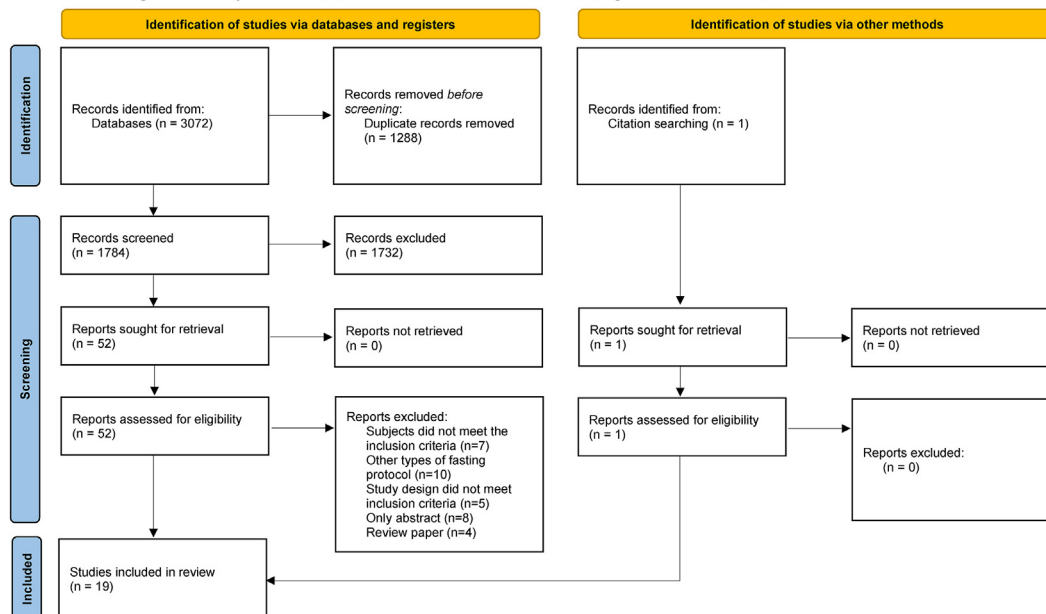 Identification of studies via databases and registers
Identification of studies via other methods
Identification
Records identified from:
Databases (n = 3072)
Records removed before
screening:
Duplicate records removed
(n = 1288)
Records identified from:
Citation searching (n = 1)
Screening
Records screened
(n = 1784)
Records excluded
(n = 1732)
Reports sought for retrieval
(n = 52)
Reports not retrieved
(n = 0)
Reports sought for retrieval
(n = 1)
Reports not retrieved
(n = 0)
Reports assessed for eligibility
(n = 52)
Reports excluded:
Subjects did not meet the
inclusion criteria (n=7)
Other types of fasting
protocol (n=10)
Study design did not meet
inclusion criteria (n=5)
Only abstract (n=8)
Review paper (n=4)
Reports assessed for eligibility
(n = 1)
Reports excluded:
(n = 0)
Included
Studies included in review
(n = 19)